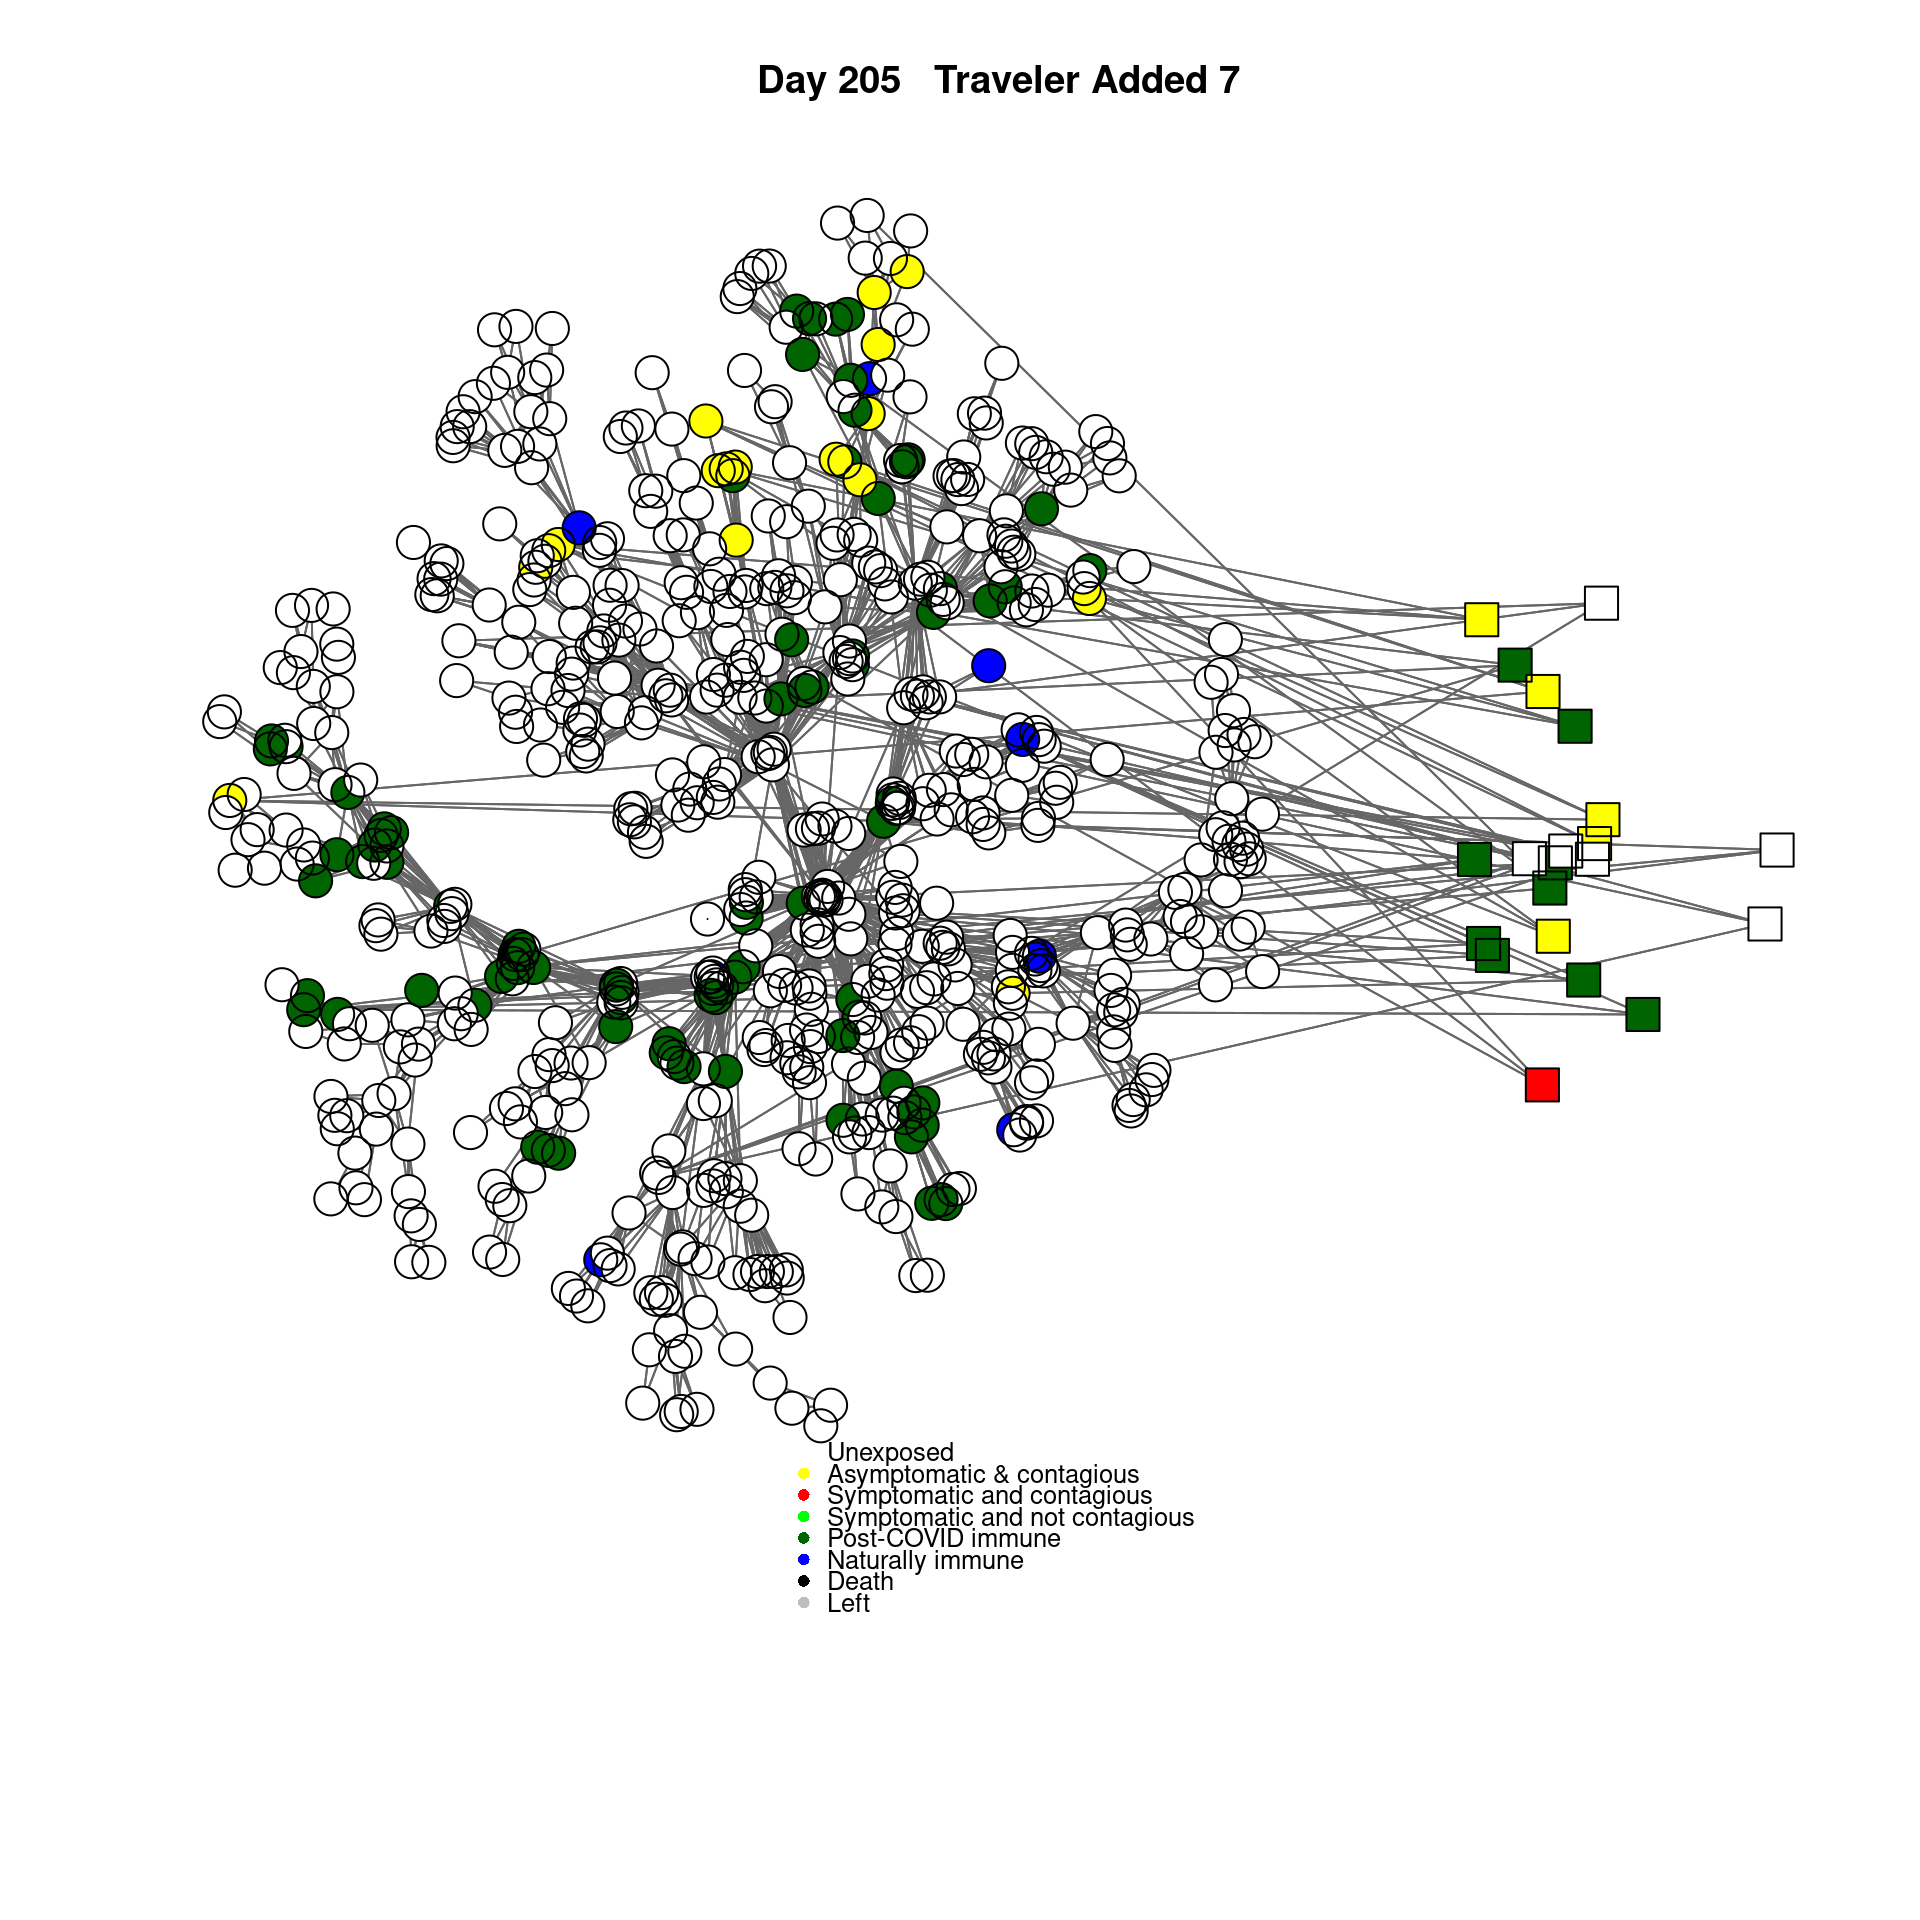 Day 205   Traveler Added 7
Unexposed
Asymptomatic & contagious
Symptomatic and contagious
Symptomatic and not contagious
Post-COVID immune
Naturally immune
Death
Left